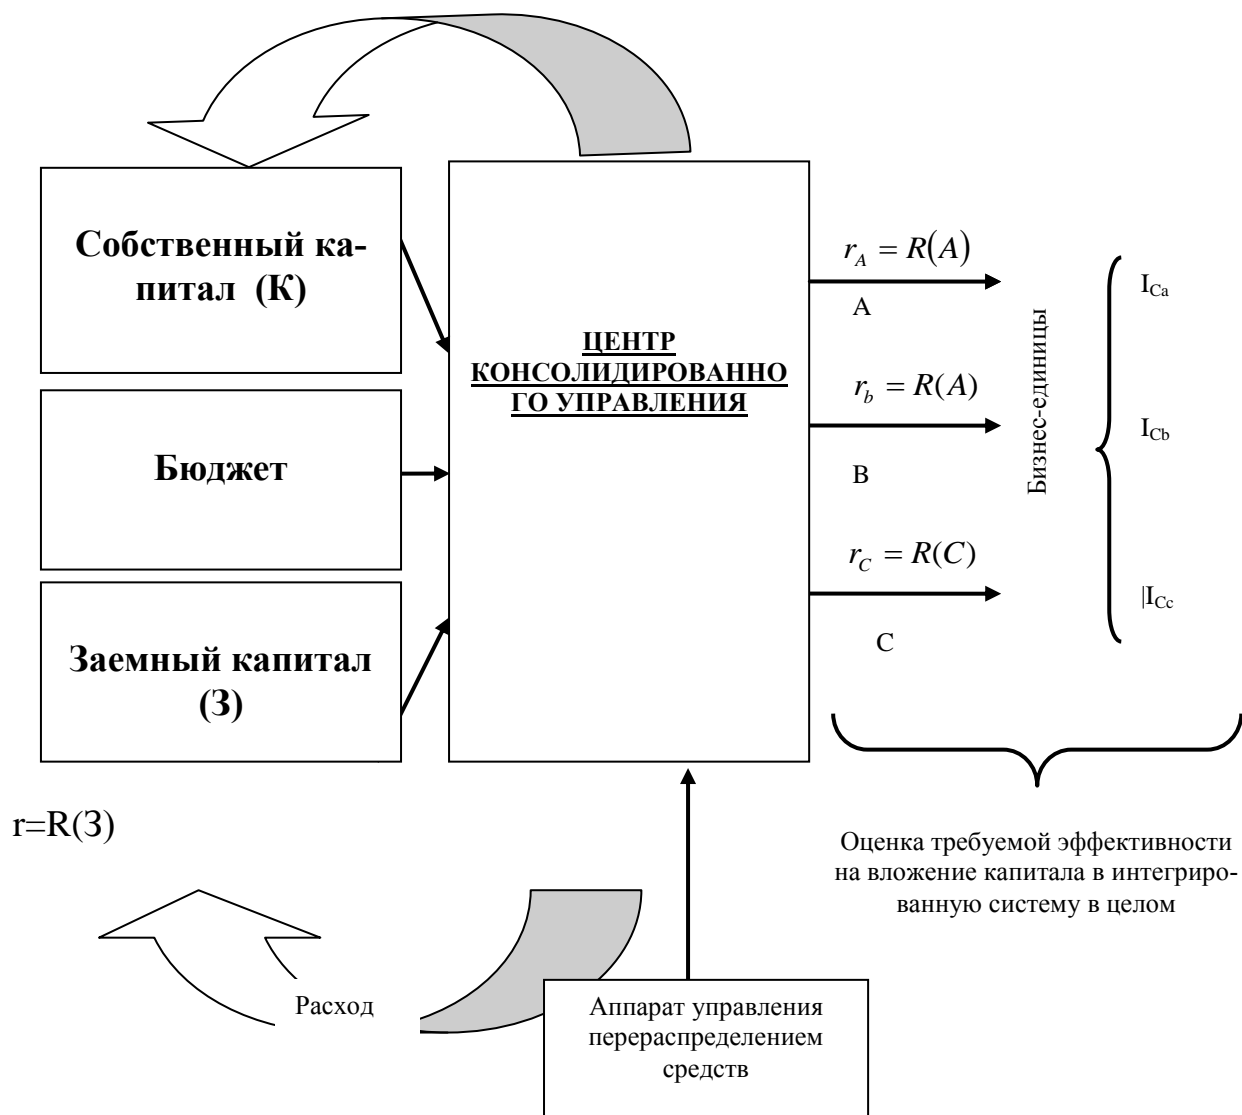 Собственный ка-
питал (К)
Бюджет
Заемный капитал
(З)
r=R(З)
ЦЕНТР
КОНСОЛИДИРОВАННО
ГО УПРАВЛЕНИЯ
r_A = R(A)
A
r_b = R(A)
B
r_C = R(C)
C
Бизнес-единицы
I_Ca
I_Cb
|I_Cc
Оценка требуемой эффективности
на вложение капитала в интегриро-
ванную систему в целом
Расход
Аппарат управления
перераспределением
средств